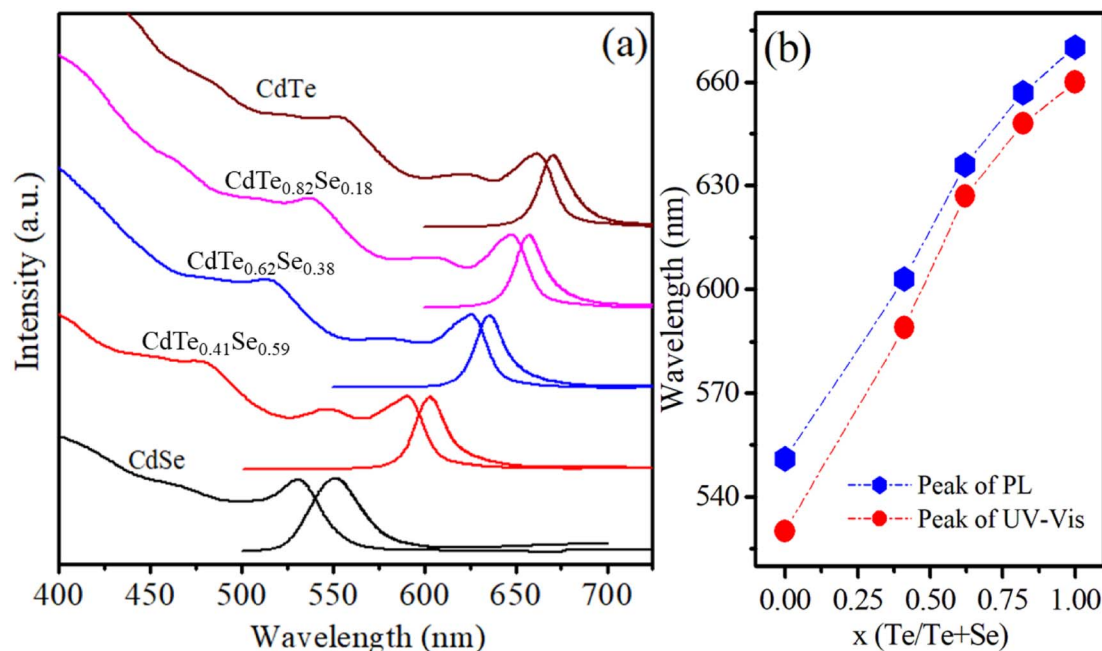 (a)
CdTe
CdTe0.82Se0.18
CdTe0.62Se0.38
CdTe0.41Se0.59
CdSe
Intensity (a.u.)
400 450 500 550 600 650 700
Wavelength (nm)
(b)
660
630
600
570
540
Wavelength (nm)
Peak of PL
Peak of UV-Vis
0.00 0.25 0.50 0.75 1.00
x (Te/Te+Se)